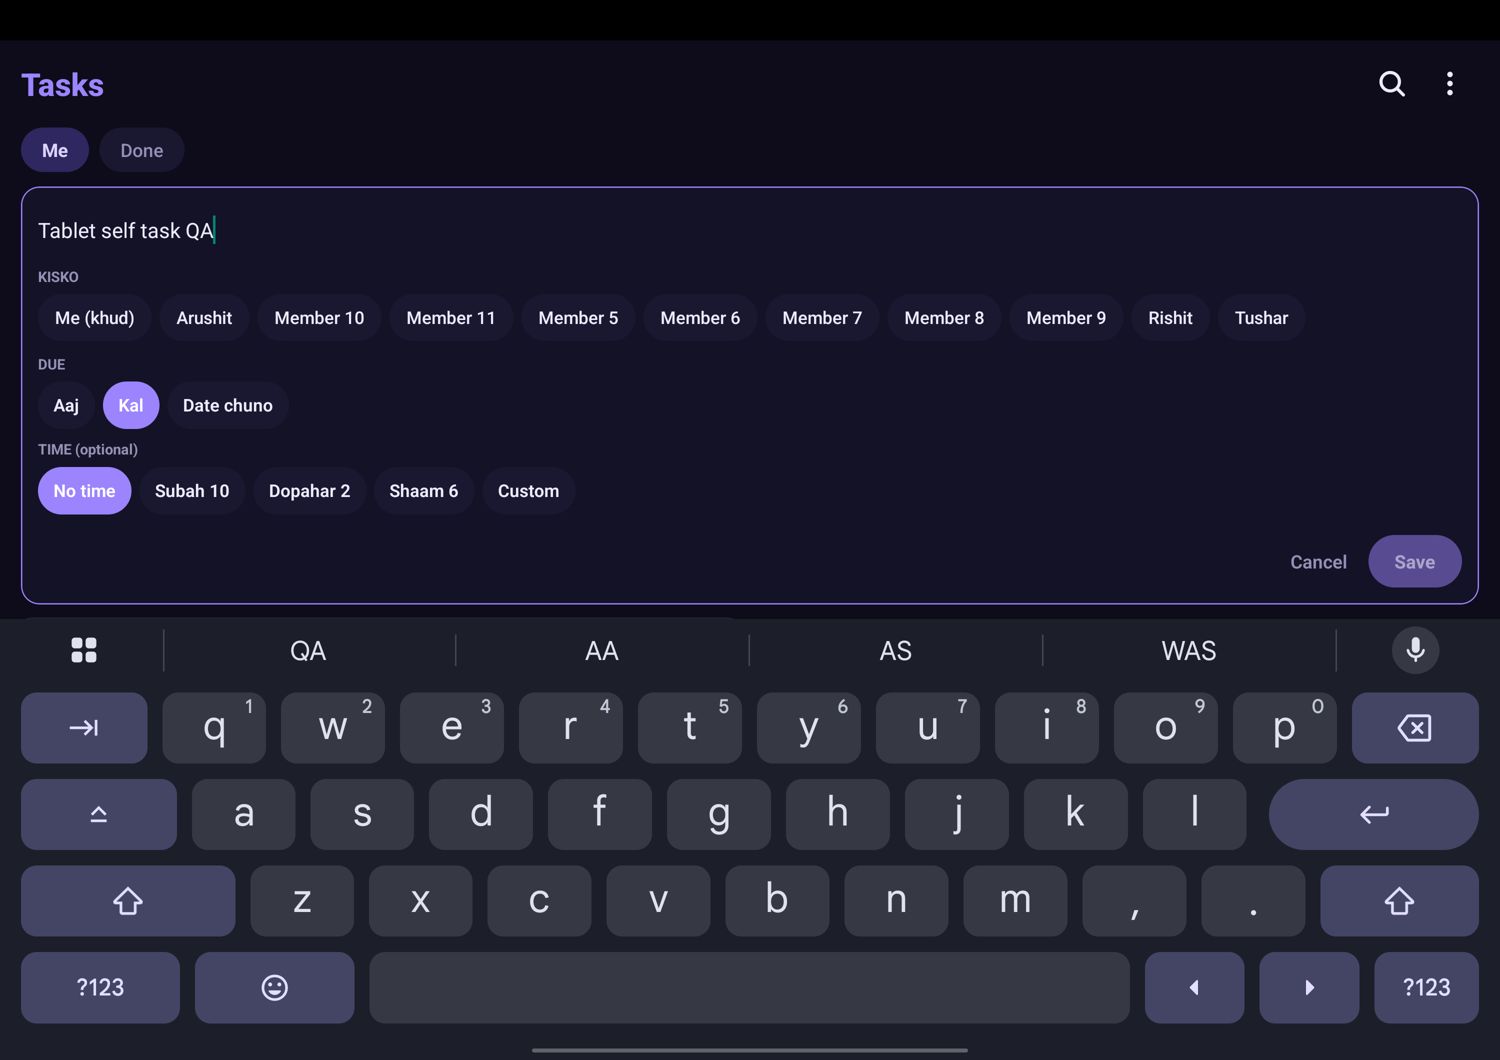 Tasks
Me Done
Tablet self task QA
KISKO
Me (khud) Arushit Member 10 Member 11 Member 5 Member 6 Member 7 Member 8 Member 9 Rishit Tushar
DUE
Aaj Kal Date chuno
TIME (optional)
No time Subah 10 Dopahar 2 Shaam 6 Custom
Cancel Save
QA AA AS WAS
q 1 w 2 e 3 r 4 t 5 y 6 u 7 i 8 o 9 p 0
a s d f g h j k l
z x c v b n m , .
?123 ?123